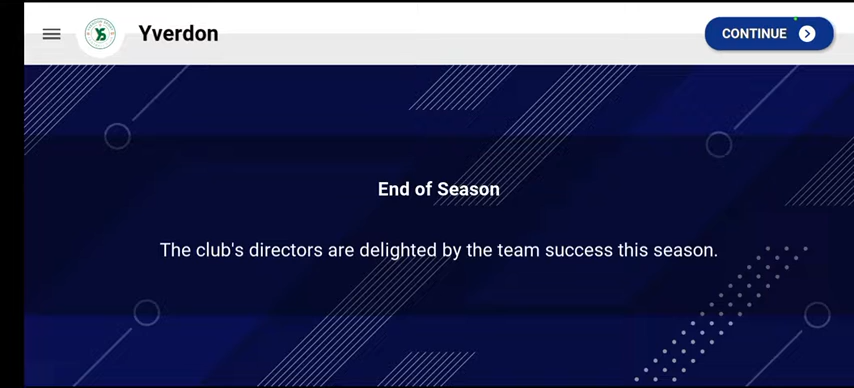 Yverdon
CONTINUE
End of Season
The club's directors are delighted by the team success this season.